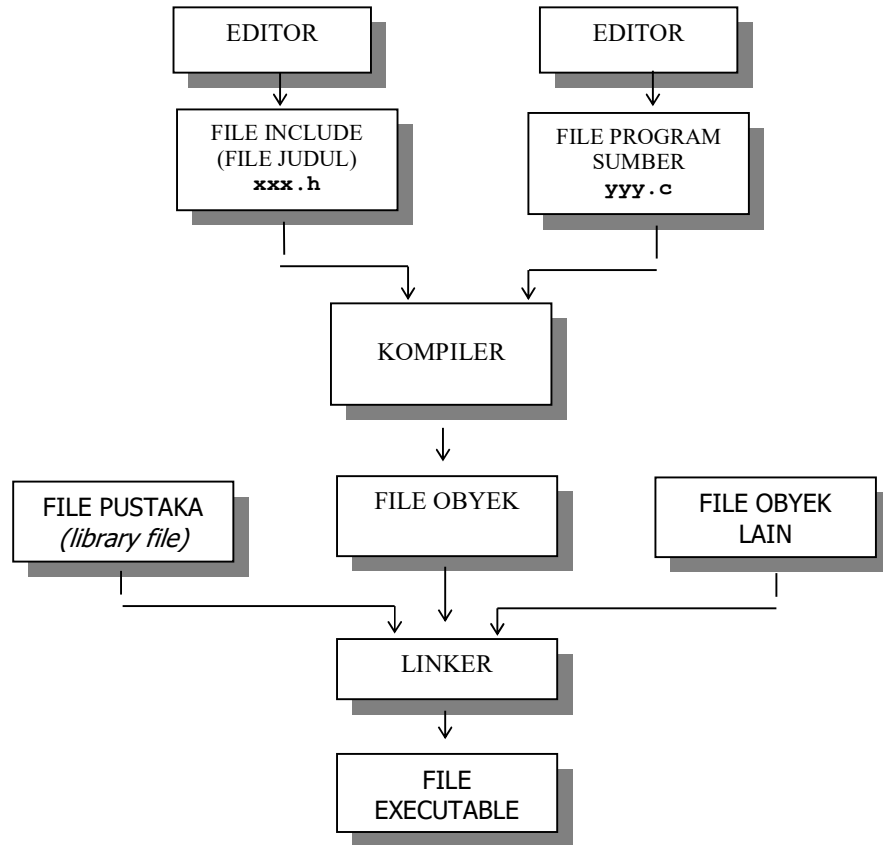 EDITOR
EDITOR
FILE INCLUDE
(FILE JUDUL)
xxx.h
FILE PROGRAM
SUMBER
yyy.c
KOMPILER
FILE PUSTAKA
(library file)
FILE OBYEK
FILE OBYEK
LAIN
LINKER
FILE
EXECUTABLE